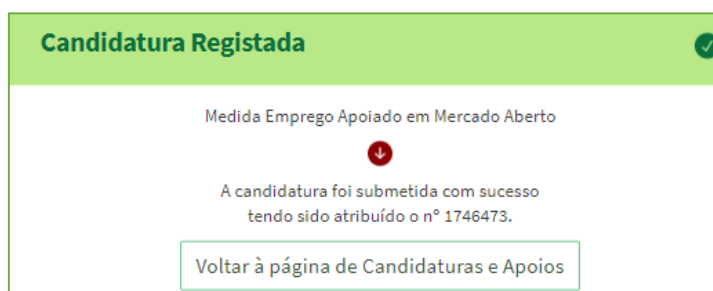 Candidatura Registada
Medida Emprego Apoiado em Mercado Aberto
A candidatura foi submetida com sucesso
tendo sido atribuído o nº 1746473.
Voltar à página de Candidaturas e Apoios